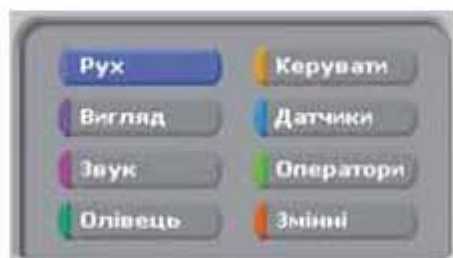 Рух
Керувати
Вигляд
Датчики
Звук
Оператори
Олівець
Змінні